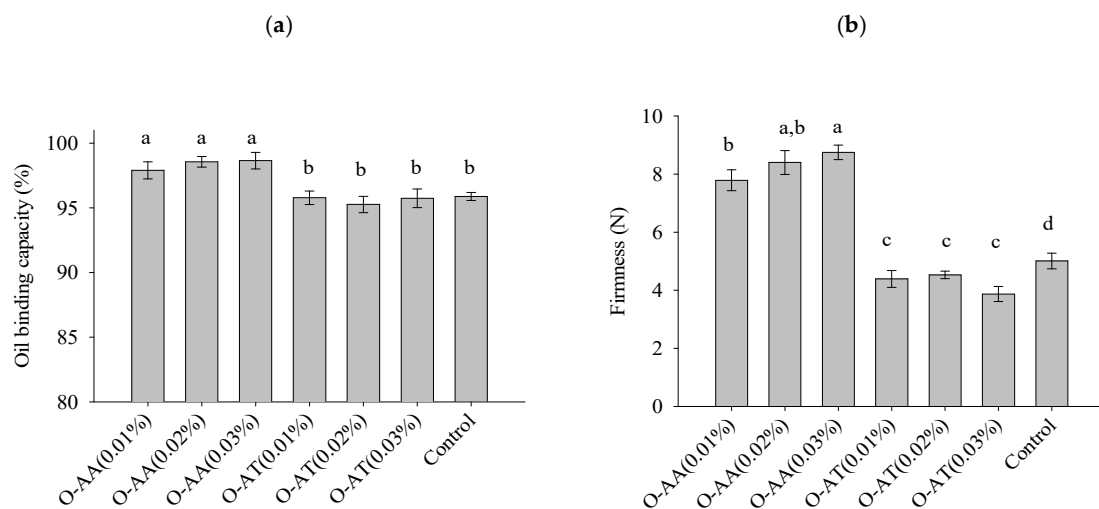 (a)
Oil binding capacity (%)
100
95
90
85
80
a
a
a
b
b
b
b
O-AA(0.01%)
O-AA(0.02%)
O-AA(0.03%)
O-AT(0.01%)
O-AT(0.02%)
O-AT(0.03%)
Control
(b)
Firmness (N)
10
8
6
4
2
0
b
a,b
a
c
c
c
d
O-AA(0.01%)
O-AA(0.02%)
O-AA(0.03%)
O-AT(0.01%)
O-AT(0.02%)
O-AT(0.03%)
Control